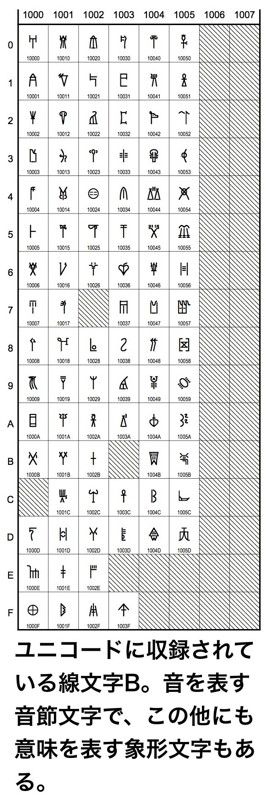 1000 1001 1002 1003 1004 1005 1006 1007
0 𐀀 𐀐 𐀠 𐀰 𐁀 𐁐
10000 10010 10020 10030 10040 10050
1 𐀁 𐀑 𐀡 𐀱 𐁁 𐁑
10001 10011 10021 10031 10041 10051
2 𐀂 𐀒 𐀢 𐀲 𐁂 𐁒
10002 10012 10022 10032 10042 10052
3 𐀃 𐀓 𐀣 𐀳 𐁃 𐁓
10003 10013 10023 10033 10043 10053
4 𐀄 𐀔 𐀤 𐀴 𐁄 𐁔
10004 10014 10024 10034 10044 10054
5 𐀅 𐀕 𐀥 𐀵 𐁅 𐁕
10005 10015 10025 10035 10045 10055
6 𐀆 𐀖 𐀦 𐀶 𐁆 𐁖
10006 10016 10026 10036 10046 10056
7 𐀇 𐀗 𐀷 𐁇 𐁗
10007 10017 10037 10047 10057
8 𐀈 𐀘 𐀨 𐀸 𐁈 𐁘
10008 10018 10028 10038 10048 10058
9 𐀉 𐀙 𐀩 𐀹 𐁉 𐁙
10009 10019 10029 10039 10049 10059
A 𐀊 𐀚 𐀪 𐀺 𐁊 𐁚
1000A 1001A 1002A 1003A 1004A 1005A
B 𐀋 𐀛 𐀫 𐁋 𐁛
1000B 1001B 1002B 1004B 1005B
C 𐀜 𐀬 𐀼 𐁌 𐁜
1001C 1002C 1003C 1004C 1005C
D 𐀍 𐀝 𐀭 𐀽 𐁍 𐁝
1000D 1001D 1002D 1003D 1004D 1005D
E 𐀎 𐀞 𐀮
1000E 1001E 1002E
F 𐀏 𐀟 𐀯 𐀿
1000F 1001F 1002F 1003F
ユニコードに収録されて
いる線文字B。音を表す
音節文字で、この他にも
意味を表す象形文字もあ
る。